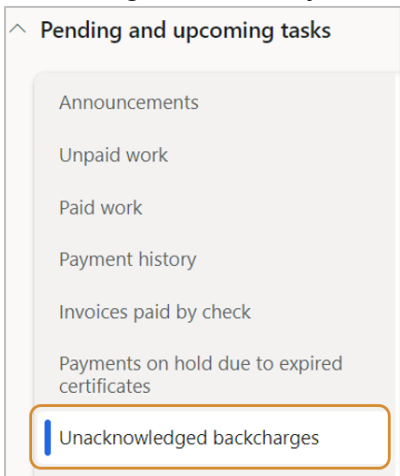 Pending and upcoming tasks
Announcements
Unpaid work
Paid work
Payment history
Invoices paid by check
Payments on hold due to expired
certificates
Unacknowledged backcharges